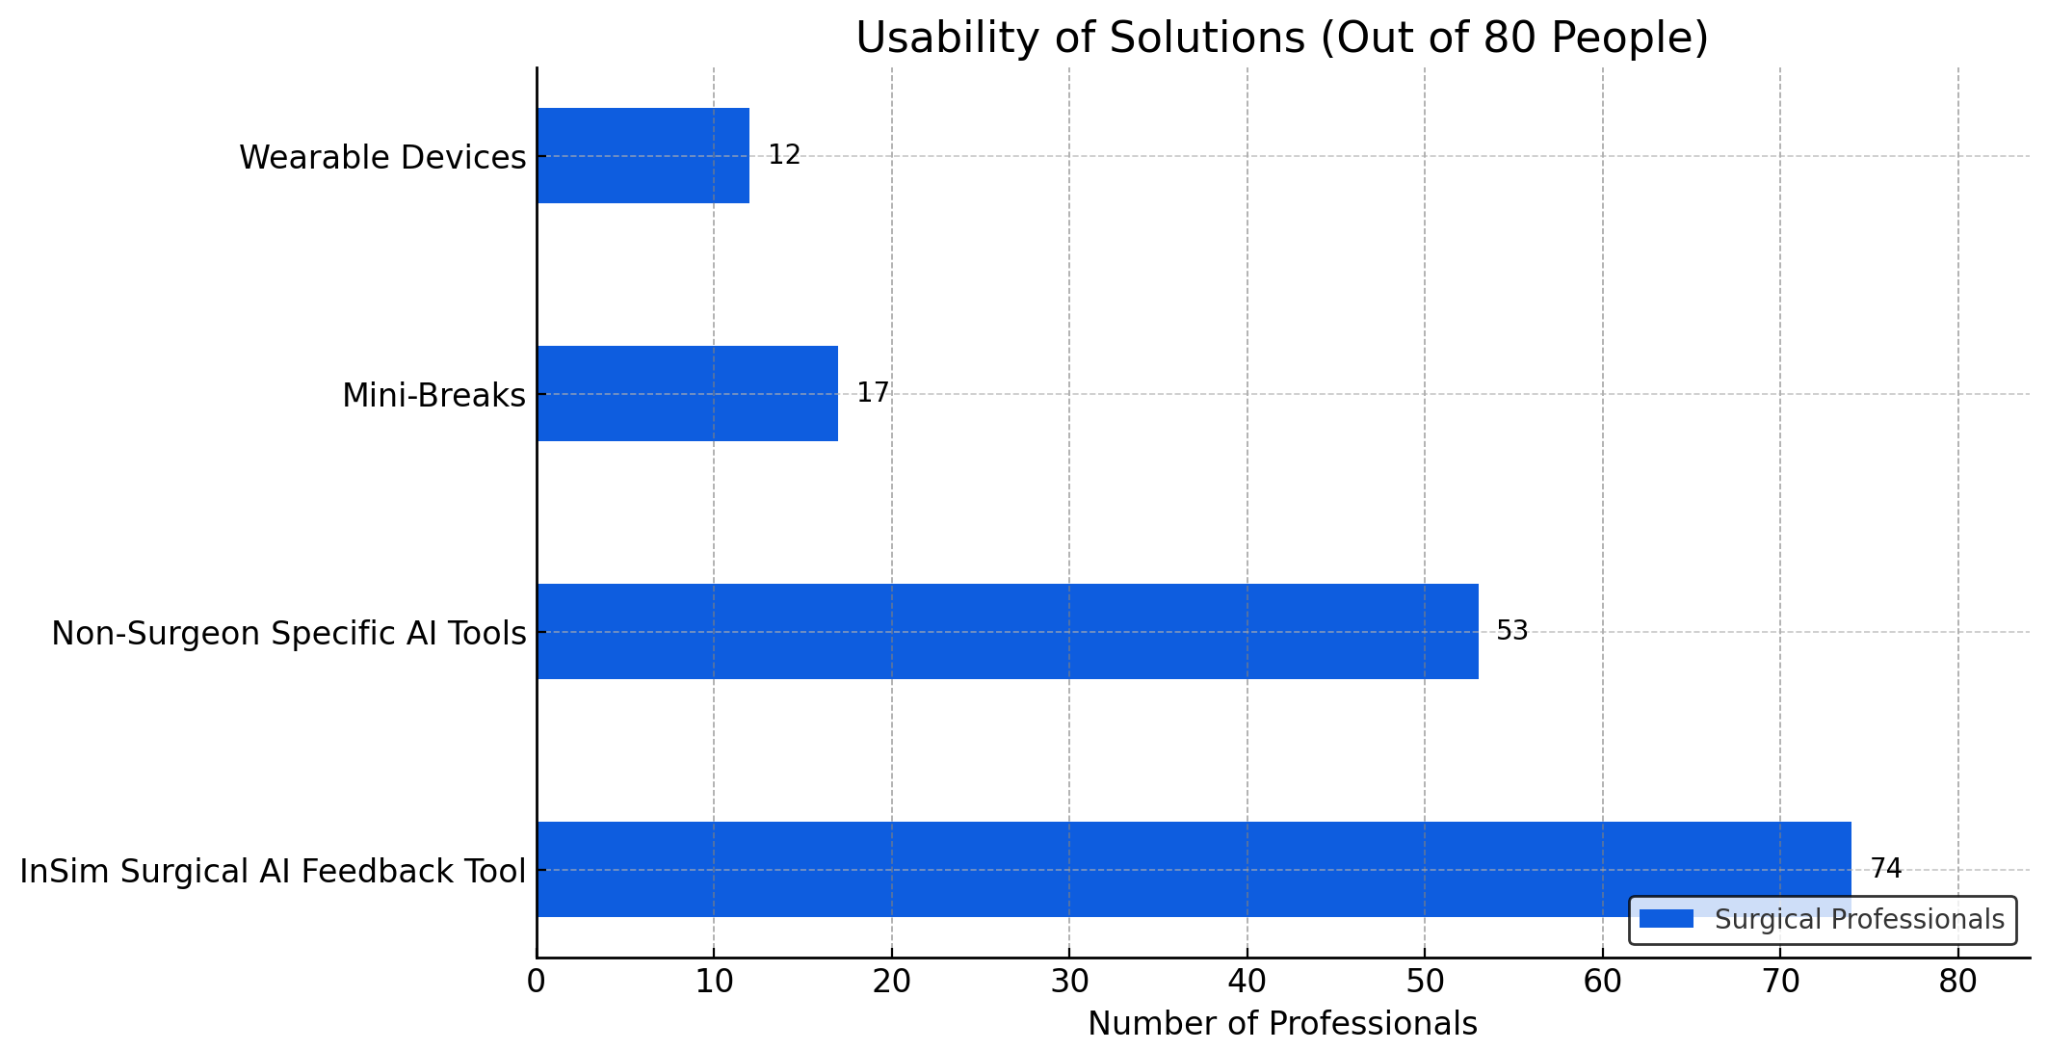 Usability of Solutions (Out of 80 People)
Wearable Devices
12
Mini-Breaks
17
Non-Surgeon Specific AI Tools
53
InSim Surgical AI Feedback Tool
74
Surgical Professionals
0 10 20 30 40 50 60 70 80
Number of Professionals